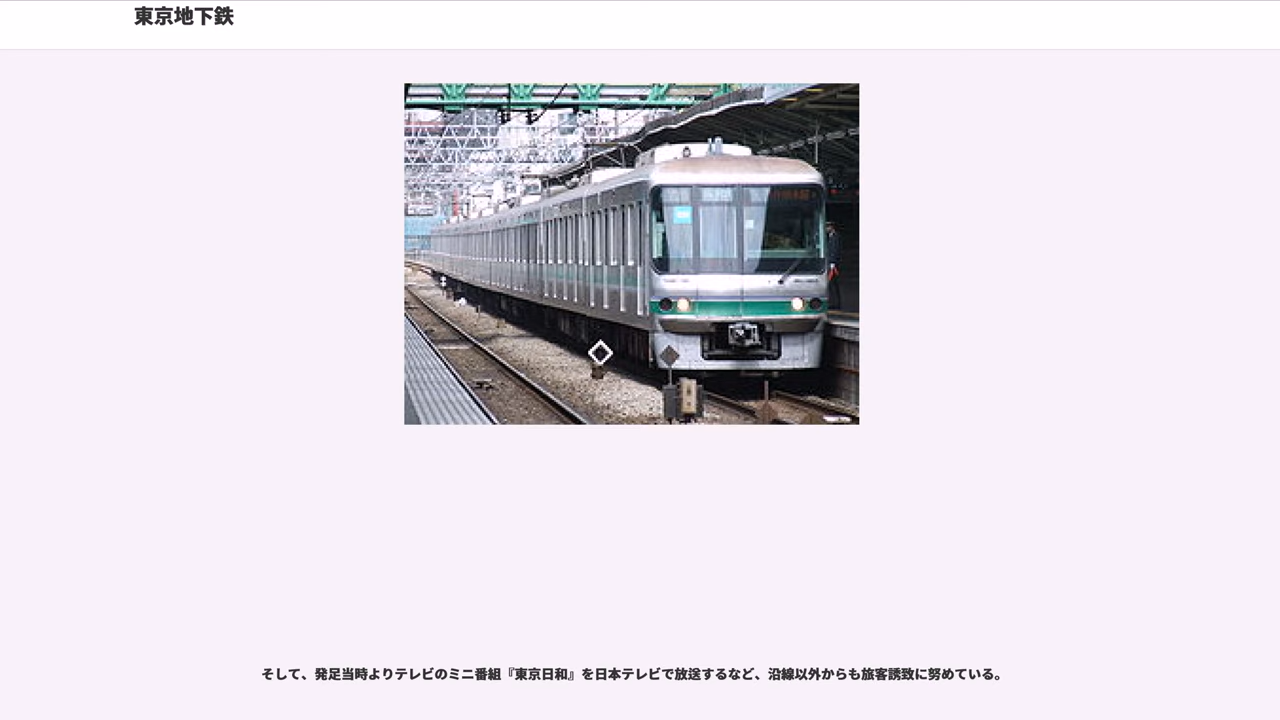 東京地下鉄
そして、発足当時よりテレビのミニ番組『東京日和』を日本テレビで放送するなど、沿線以外からも旅客誘致に努めている。